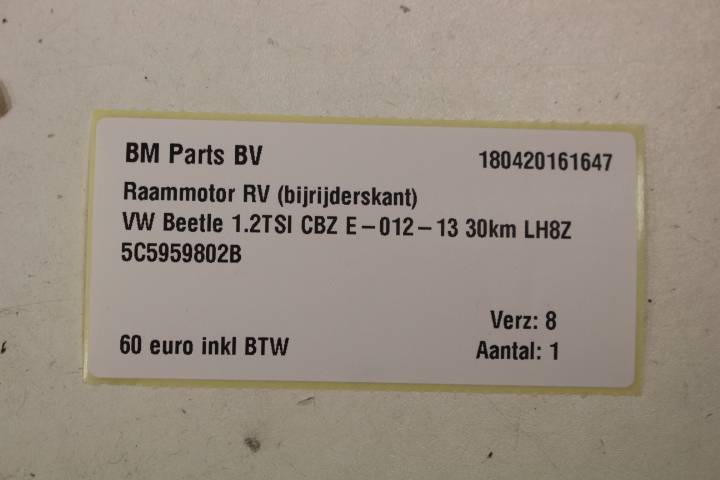 BM Parts BV 180420161647
Raammotor RV (bijrijderskant)
VW Beetle 1.2TSI CBZ E-012-13 30km LH8Z
5C5959802B
Verz: 8
60 euro inkl BTW Aantal: 1